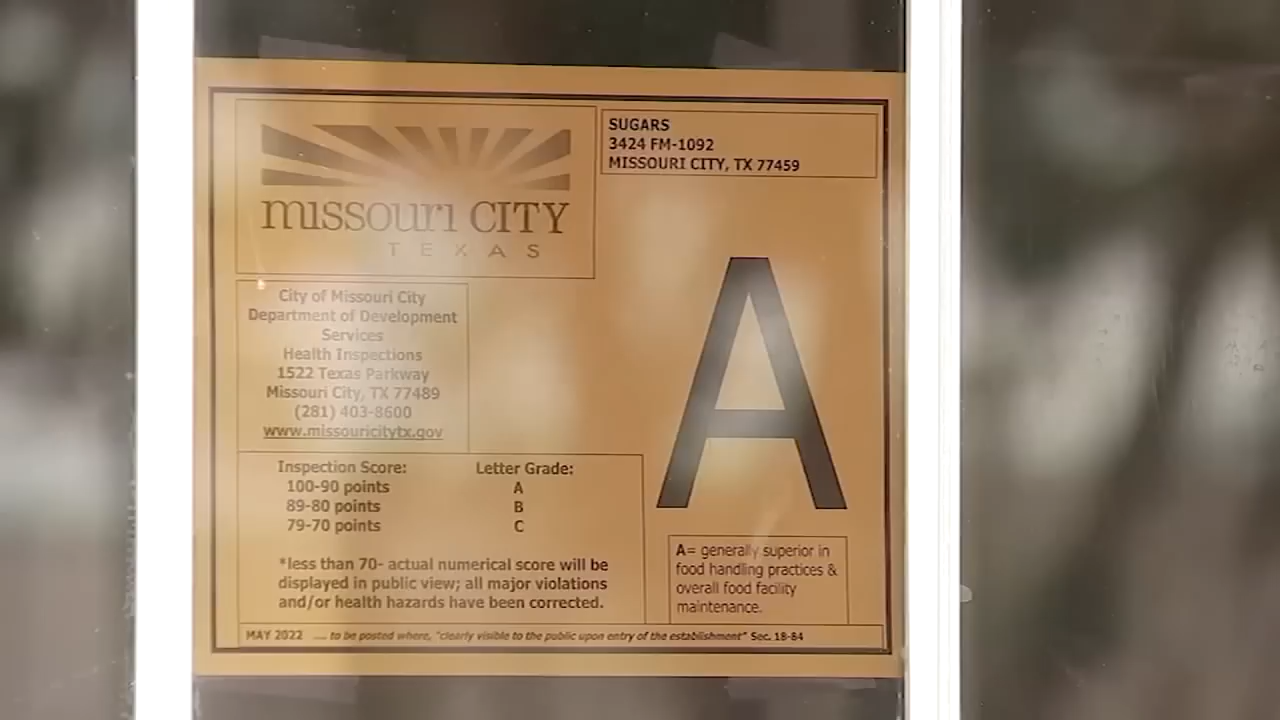 SUGARS
3424 FM-1092
MISSOURI CITY, TX 77459
missouri CITY
TEXAS
City of Missouri City
Department of Development
Services
Health Inspections
1522 Texas Parkway
Missouri City, TX 77489
(281) 403-8600
www.missouricitytx.gov
Inspection Score: Letter Grade:
100-90 points A
89-80 points B
79-70 points C
*less than 70- actual numerical score will be
displayed in public view; all major violations
and/or health hazards have been corrected.
A
A= generally superior in
food handling practices &
overall food facility
maintenance.
MAY 2022 .... to be posted where, "clearly visible to the public upon entry of the establishment" Sec. 18-84